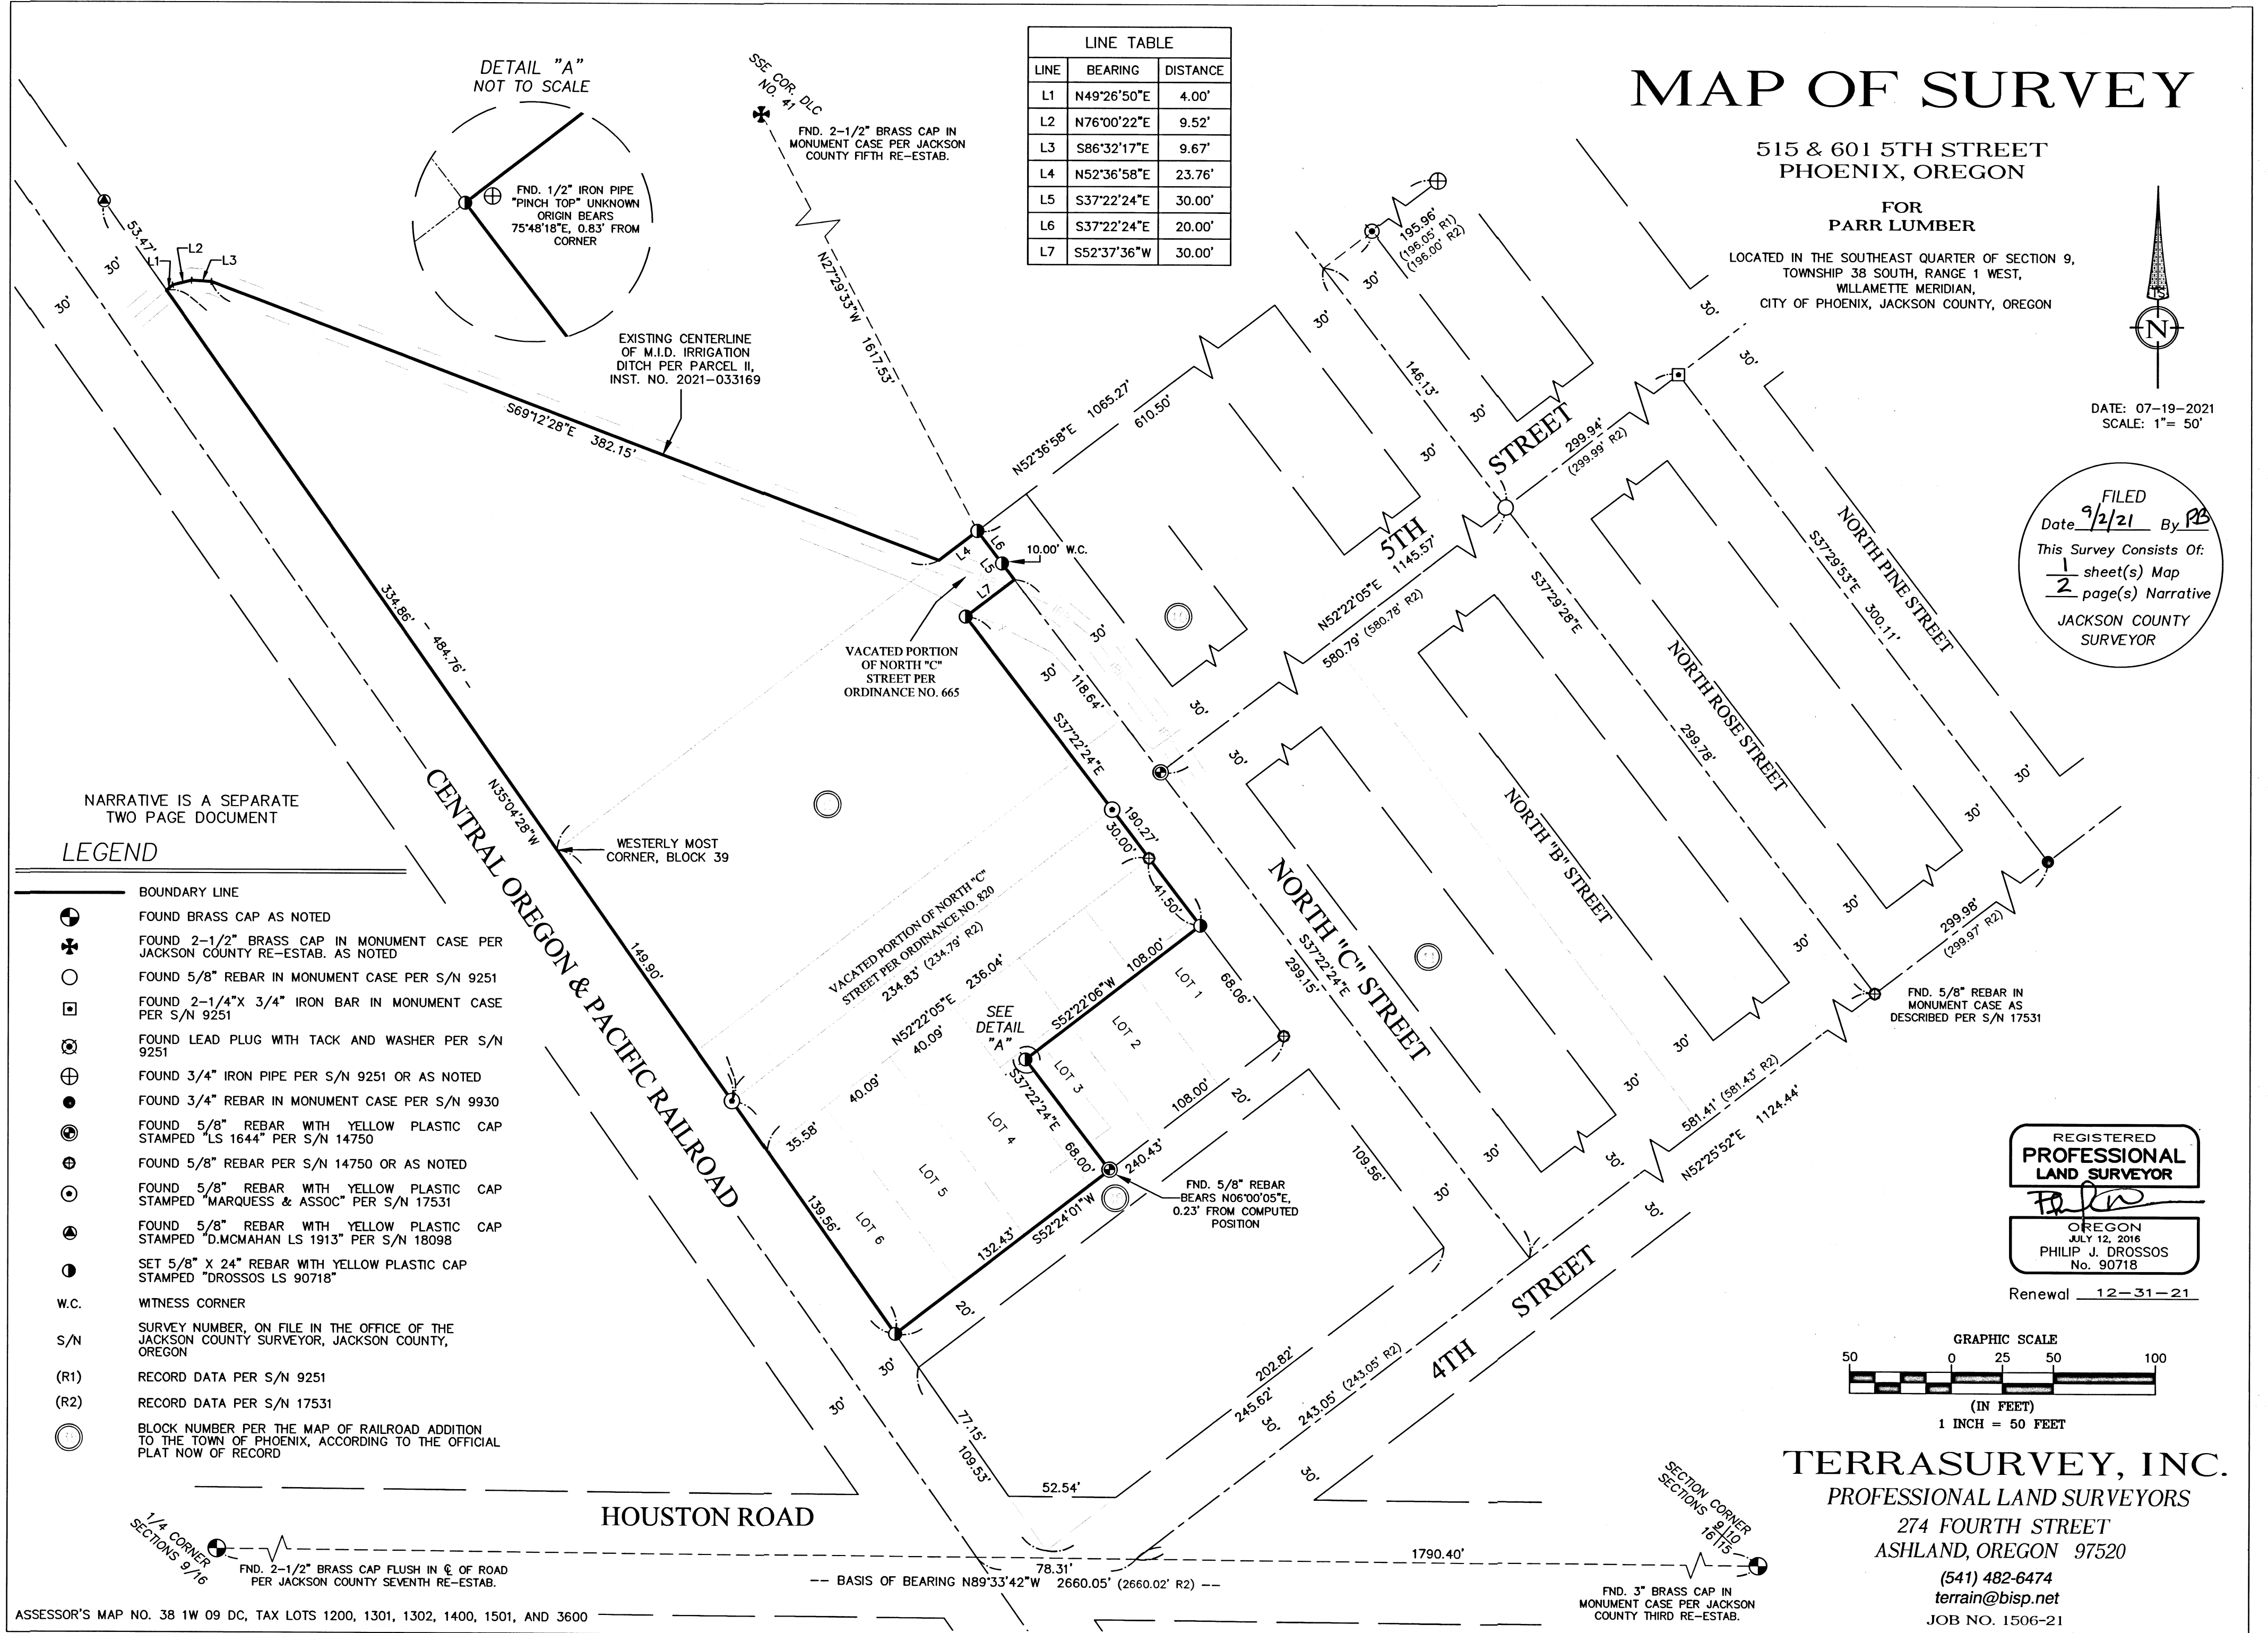 MAP OF SURVEY
515 & 601 5TH STREET
PHOENIX, OREGON
FOR
PARR LUMBER
LOCATED IN THE SOUTHEAST QUARTER OF SECTION 9,
TOWNSHIP 38 SOUTH, RANGE 1 WEST,
WILLAMETTE MERIDIAN,
CITY OF PHOENIX, JACKSON COUNTY, OREGON
N
DATE: 07-19-2021
SCALE: 1"= 50'
FILED
Date 9/2/21 By PB
This Survey Consists Of:
1 sheet(s) Map
2 page(s) Narrative
JACKSON COUNTY
SURVEYOR
LINE TABLE
LINE BEARING DISTANCE
L1 N49°26'50"E 4.00'
L2 N76°00'22"E 9.52'
L3 S86°32'17"E 9.67'
L4 N52°36'58"E 23.76'
L5 S37°22'24"E 30.00'
L6 S37°22'24"E 20.00'
L7 S52°37'36"W 30.00'
DETAIL "A"
NOT TO SCALE
FND. 1/2" IRON PIPE
"PINCH TOP" UNKNOWN
ORIGIN BEARS
75°48'18"E, 0.83' FROM
CORNER
SSE COR. DLC
NO. 41
FND. 2-1/2" BRASS CAP IN
MONUMENT CASE PER JACKSON
COUNTY FIFTH RE-ESTAB.
N27°29'33"W 1617.53'
53.47'
30'
30'
L1
L2
L3
EXISTING CENTERLINE
OF M.I.D. IRRIGATION
DITCH PER PARCEL II,
INST. NO. 2021-033169
S69°12'28"E 382.15'
N52°36'58"E 1065.27'
610.50'
195.96'
(196.05' R1)
(196.00' R2)
30'
30'
30'
30'
146.13'
30'
30'
30'
5TH STREET
299.94'
(299.99' R2)
N52°22'05"E 1145.57'
580.79' (580.78' R2)
L4
L6
L5
L7
10.00' W.C.
VACATED PORTION
OF NORTH "C"
STREET PER
ORDINANCE NO. 665
30'
30'
118.64'
30'
30'
S37°22'24"E
190.27'
30.00'
41.50'
NORTH PINE STREET
S37°29'53"E 300.11'
30'
30'
NORTH ROSE STREET
S37°29'28"E
299.78'
30'
30'
NORTH "B" STREET
30'
30'
NORTH "C" STREET
S37°22'24"E
299.15'
30'
30'
299.98'
(299.97' R2)
FND. 5/8" REBAR IN
MONUMENT CASE AS
DESCRIBED PER S/N 17531
334.86'
- 484.76' -
N35°04'28"W
WESTERLY MOST
CORNER, BLOCK 39
149.90'
CENTRAL OREGON & PACIFIC RAILROAD
VACATED PORTION OF NORTH "C"
STREET PER ORDINANCE NO. 820
234.83' (234.79' R2)
N52°22'05"E 236.04'
40.09'
40.09'
35.58'
SEE
DETAIL
"A"
S52°22'06"W 108.00'
68.06'
LOT 1
LOT 2
LOT 3
LOT 4
LOT 5
LOT 6
S37°22'24"E 68.00'
108.00'
20'
240.43'
FND. 5/8" REBAR
BEARS N06°00'05"E,
0.23' FROM COMPUTED
POSITION
132.43'
S52°24'01"W
139.56'
20'
109.56'
30'
30'
581.41' (581.43' R2)
N52°25'52"E 1124.44'
30'
30'
4TH STREET
202.82'
245.62'
243.05' (243.05' R2)
30'
30'
77.15'
109.53'
52.54'
30'
30'
HOUSTON ROAD
1/4 CORNER
SECTIONS 9/16
FND. 2-1/2" BRASS CAP FLUSH IN ℄ OF ROAD
PER JACKSON COUNTY SEVENTH RE-ESTAB.
78.31'
1790.40'
-- BASIS OF BEARING N89°33'42"W 2660.05' (2660.02' R2) --
SECTION CORNER
SECTIONS 9/10
16/15
FND. 3" BRASS CAP IN
MONUMENT CASE PER JACKSON
COUNTY THIRD RE-ESTAB.
ASSESSOR'S MAP NO. 38 1W 09 DC, TAX LOTS 1200, 1301, 1302, 1400, 1501, AND 3600
NARRATIVE IS A SEPARATE
TWO PAGE DOCUMENT
LEGEND
BOUNDARY LINE
FOUND BRASS CAP AS NOTED
FOUND 2-1/2" BRASS CAP IN MONUMENT CASE PER
JACKSON COUNTY RE-ESTAB. AS NOTED
FOUND 5/8" REBAR IN MONUMENT CASE PER S/N 9251
FOUND 2-1/4"X 3/4" IRON BAR IN MONUMENT CASE
PER S/N 9251
FOUND LEAD PLUG WITH TACK AND WASHER PER S/N
9251
FOUND 3/4" IRON PIPE PER S/N 9251 OR AS NOTED
FOUND 3/4" REBAR IN MONUMENT CASE PER S/N 9930
FOUND 5/8" REBAR WITH YELLOW PLASTIC CAP
STAMPED "LS 1644" PER S/N 14750
FOUND 5/8" REBAR PER S/N 14750 OR AS NOTED
FOUND 5/8" REBAR WITH YELLOW PLASTIC CAP
STAMPED "MARQUESS & ASSOC" PER S/N 17531
FOUND 5/8" REBAR WITH YELLOW PLASTIC CAP
STAMPED "D.MCMAHAN LS 1913" PER S/N 18098
SET 5/8" X 24" REBAR WITH YELLOW PLASTIC CAP
STAMPED "DROSSOS LS 90718"
W.C. WITNESS CORNER
S/N SURVEY NUMBER, ON FILE IN THE OFFICE OF THE
JACKSON COUNTY SURVEYOR, JACKSON COUNTY,
OREGON
(R1) RECORD DATA PER S/N 9251
(R2) RECORD DATA PER S/N 17531
BLOCK NUMBER PER THE MAP OF RAILROAD ADDITION
TO THE TOWN OF PHOENIX, ACCORDING TO THE OFFICIAL
PLAT NOW OF RECORD
REGISTERED
PROFESSIONAL
LAND SURVEYOR
OREGON
JULY 12, 2016
PHILIP J. DROSSOS
No. 90718
Renewal 12-31-21
GRAPHIC SCALE
50 0 25 50 100
(IN FEET)
1 INCH = 50 FEET
TERRASURVEY, INC.
PROFESSIONAL LAND SURVEYORS
274 FOURTH STREET
ASHLAND, OREGON 97520
(541) 482-6474
terrain@bisp.net
JOB NO. 1506-21